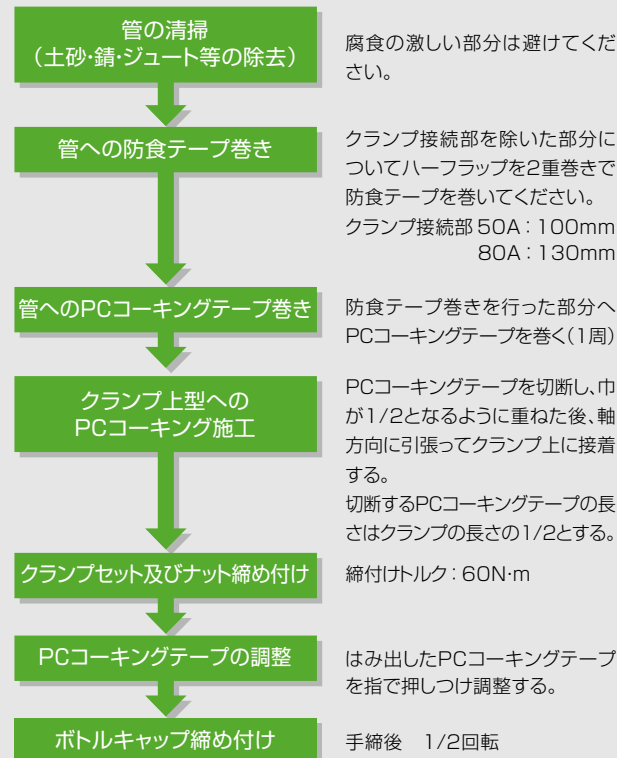 管の清掃
（土砂・錆・ジュート等の除去）
腐食の激しい部分は避けてくだ
さい。
管への防食テープ巻き
クランプ接続部を除いた部分に
ついてハーフラップを2重巻きで
防食テープを巻いてください。
クランプ接続部 50A：100mm
80A：130mm
管へのPCコーキングテープ巻き
防食テープ巻きを行った部分へ
PCコーキングテープを巻く（1周）
クランプ上型への
PCコーキング施工
PCコーキングテープを切断し、巾
が1/2となるように重ねた後、軸
方向に引張ってクランプ上に接着
する。
切断するPCコーキングテープの長
さはクランプの長さの1/2とする。
クランプセット及びナット締め付け
締付けトルク：60N·m
PCコーキングテープの調整
はみ出したPCコーキングテープ
を指で押しつけ調整する。
ボトルキャップ締め付け
手締後　1/2回転